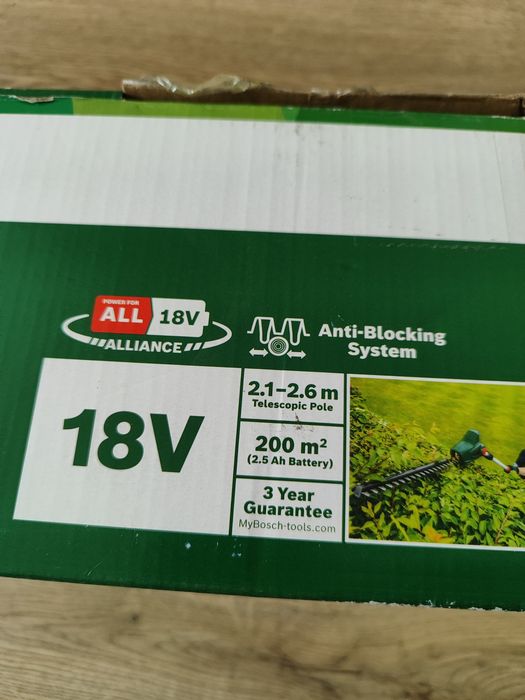 POWER FOR
ALL 18V
ALLIANCE
Anti-Blocking
System
18V
2.1–2.6 m
Telescopic Pole
200 m²
(2.5 Ah Battery)
3 Year
Guarantee
MyBosch-tools.com